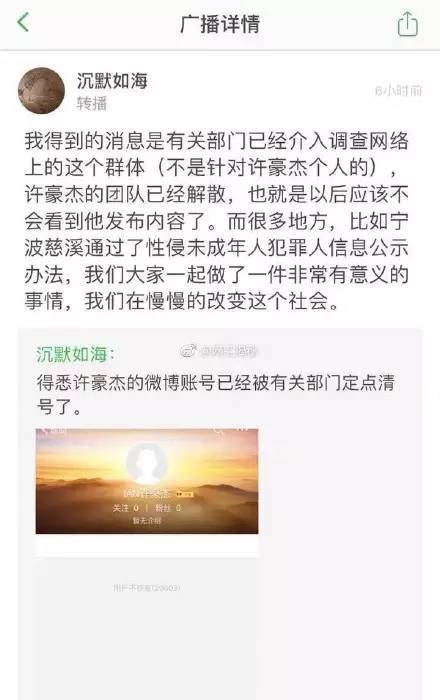 广播详情
沉默如海
转播
6小时前
我得到的消息是有关部门已经介入调查网络
上的这个群体（不是针对许豪杰个人的），
许豪杰的团队已经解散，也就是以后应该不
会看到他发布内容了。而很多地方，比如宁
波慈溪通过了性侵未成年人犯罪人信息公示
办法，我们大家一起做了一件非常有意义的
事情，我们在慢慢的改变这个社会。
沉默如海：
得悉许豪杰的微博账号已经被有关部门定点清
号了。
关注 0 | 粉丝 0
暂无介绍
用户不存在(20003)